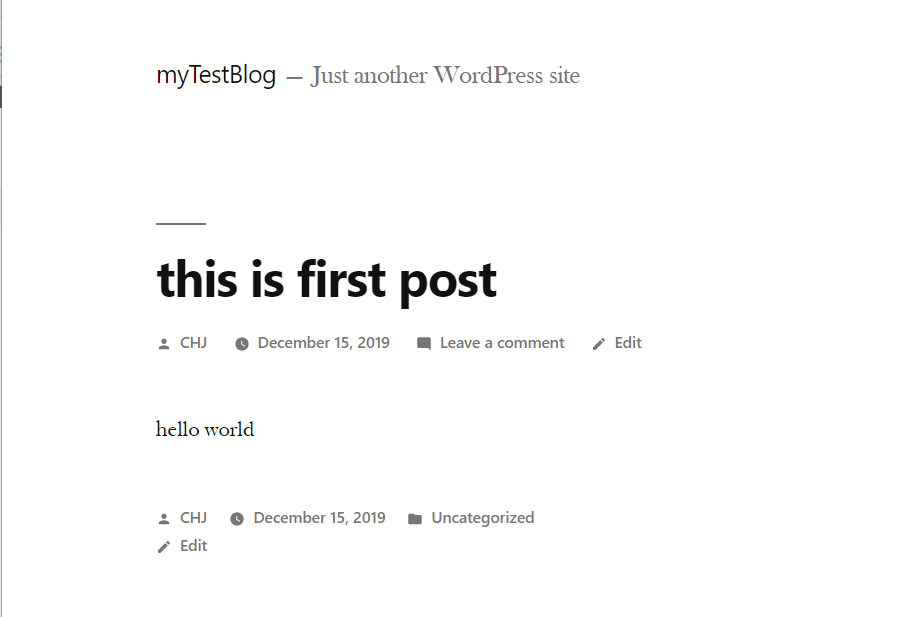 myTestBlog — Just another WordPress site
this is first post
CHJ December 15, 2019 Leave a comment Edit
hello world
CHJ December 15, 2019 Uncategorized
Edit